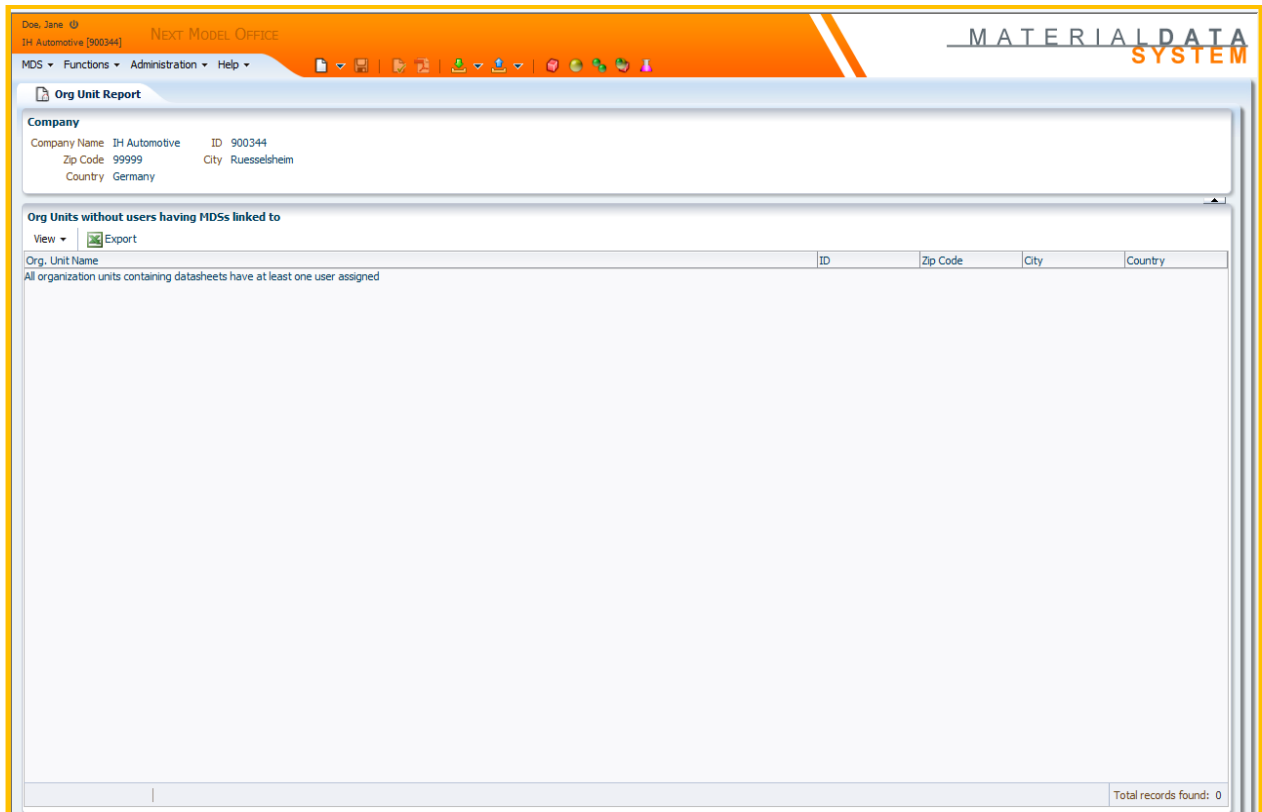 Doe, Jane
IH Automotive [900344]
NEXT MODEL OFFICE
MATERIALDATA
SYSTEM
MDS Functions Administration Help
Org Unit Report
Company
Company Name IH Automotive ID 900344
Zip Code 99999 City Ruesselsheim
Country Germany
Org Units without users having MDSs linked to
View Export
Org. Unit Name ID Zip Code City Country
All organization units containing datasheets have at least one user assigned
Total records found: 0